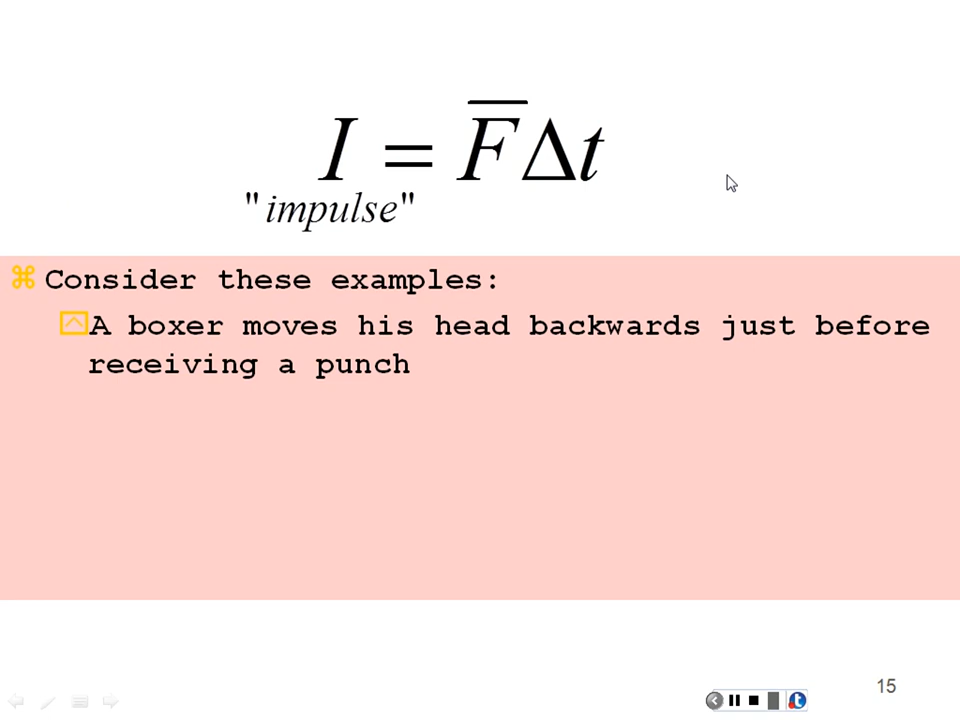 I = F̅Δt
"impulse"
Consider these examples:
A boxer moves his head backwards just before
receiving a punch
15